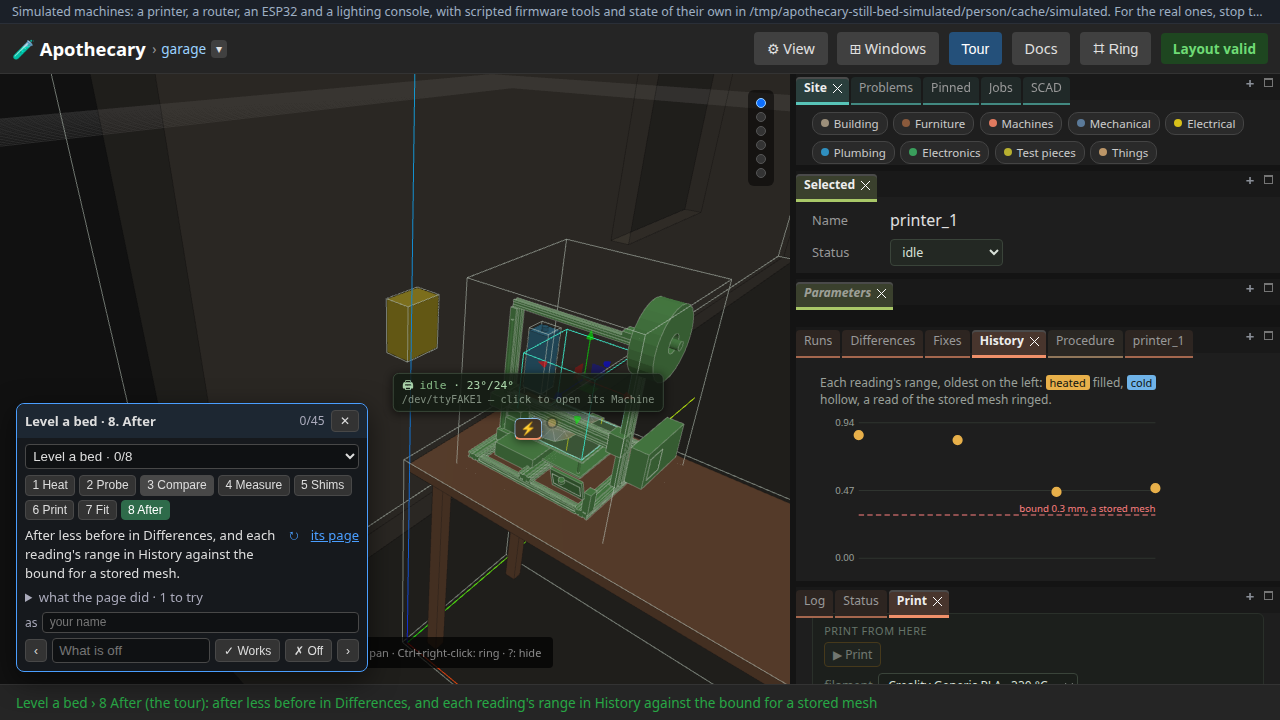 Simulated machines: a printer, a router, an ESP32 and a lighting console, with scripted firmware tools and state of their own in /tmp/apothecary-still-bed-simulated/person/cache/simulated. For the real ones, stop t...
Apothecary › garage ▾
⚙ View
⊞ Windows
Tour
Docs
⌗ Ring
Layout valid
Site
Problems
Pinned
Jobs
SCAD
Building
Furniture
Machines
Mechanical
Electrical
Plumbing
Electronics
Test pieces
Things
Selected
Name printer_1
Status idle
Parameters
Runs
Differences
Fixes
History
Procedure
printer_1
Each reading's range, oldest on the left: heated filled, cold
hollow, a read of the stored mesh ringed.
0.94
0.47
bound 0.3 mm, a stored mesh
0.00
idle · 23°/24°
/dev/ttyFAKE1 — click to open its Machine
Level a bed · 8. After 0/45 ✕
Level a bed · 0/8
1 Heat
2 Probe
3 Compare
4 Measure
5 Shims
6 Print
7 Fit
8 After
After less before in Differences, and each
reading's range in History against the
bound for a stored mesh.
↻ its page
▶ what the page did · 1 to try
as your name
‹ What is off ✓ Works ✗ Off ›
pan · Ctrl+right-click: ring · ?: hide
Log
Status
Print
PRINT FROM HERE
▶ Print
filament Creality Generic PLA · 220 °C
Level a bed › 8 After (the tour): after less before in Differences, and each reading's range in History against the bound for a stored mesh